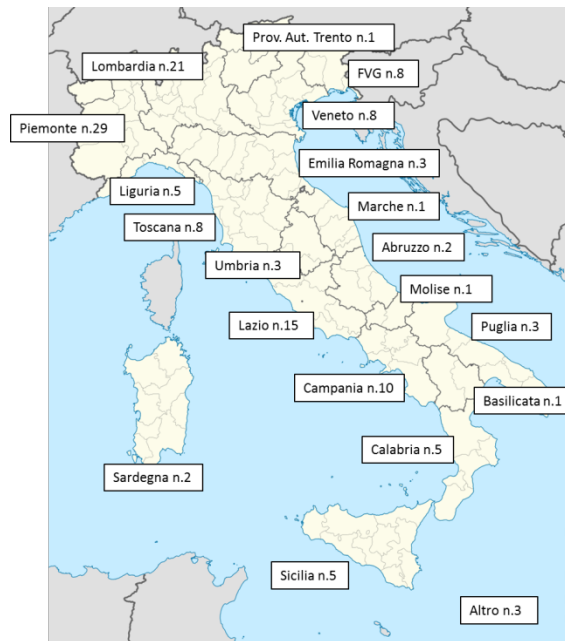 Prov. Aut. Trento n.1
Lombardia n.21
FVG n.8
Veneto n.8
Piemonte n.29
Emilia Romagna n.3
Liguria n.5
Marche n.1
Toscana n.8
Abruzzo n.2
Umbria n.3
Molise n.1
Lazio n.15
Puglia n.3
Campania n.10
Basilicata n.1
Calabria n.5
Sardegna n.2
Sicilia n.5
Altro n.3